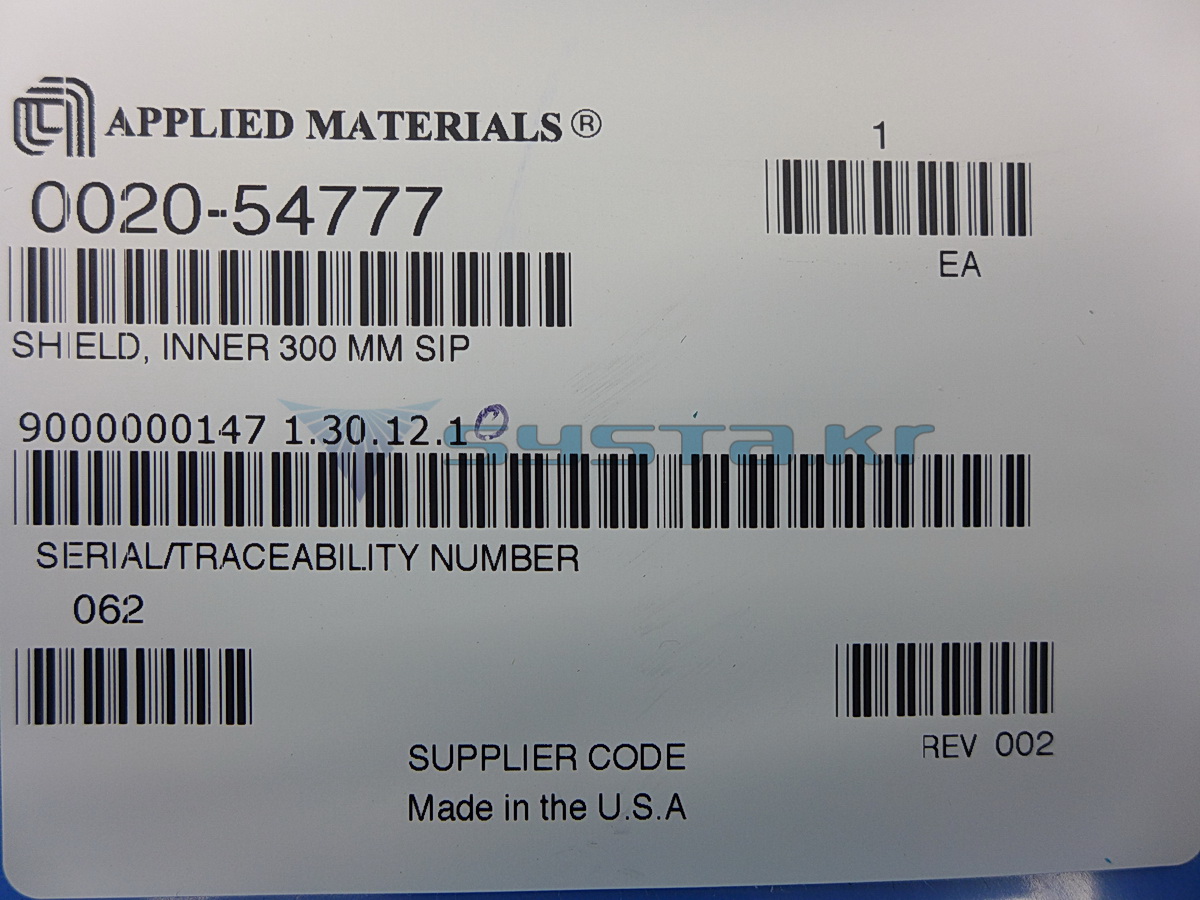 APPLIED MATERIALS®
1
0020-54777
EA
SHIELD, INNER 300 MM SIP
9000000147 1.30.12.10
systa.kr
SERIAL/TRACEABILITY NUMBER
062
REV 002
SUPPLIER CODE
Made in the U.S.A